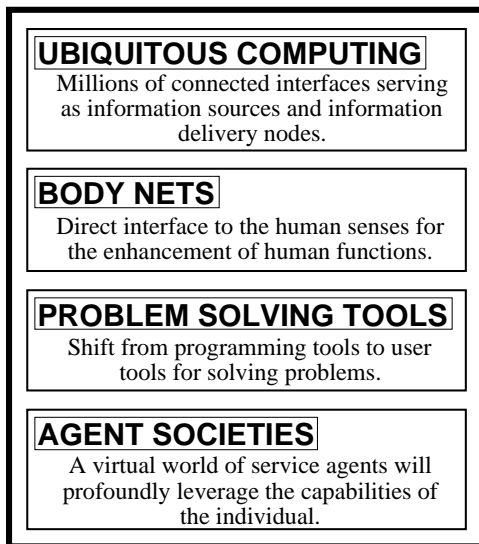 UBIQUITOUS COMPUTING
Millions of connected interfaces serving
as information sources and information
delivery nodes.
BODY NETS
Direct interface to the human senses for
the enhancement of human functions.
PROBLEM SOLVING TOOLS
Shift from programming tools to user
tools for solving problems.
AGENT SOCIETIES
A virtual world of service agents will
profoundly leverage the capabilities of
the individual.